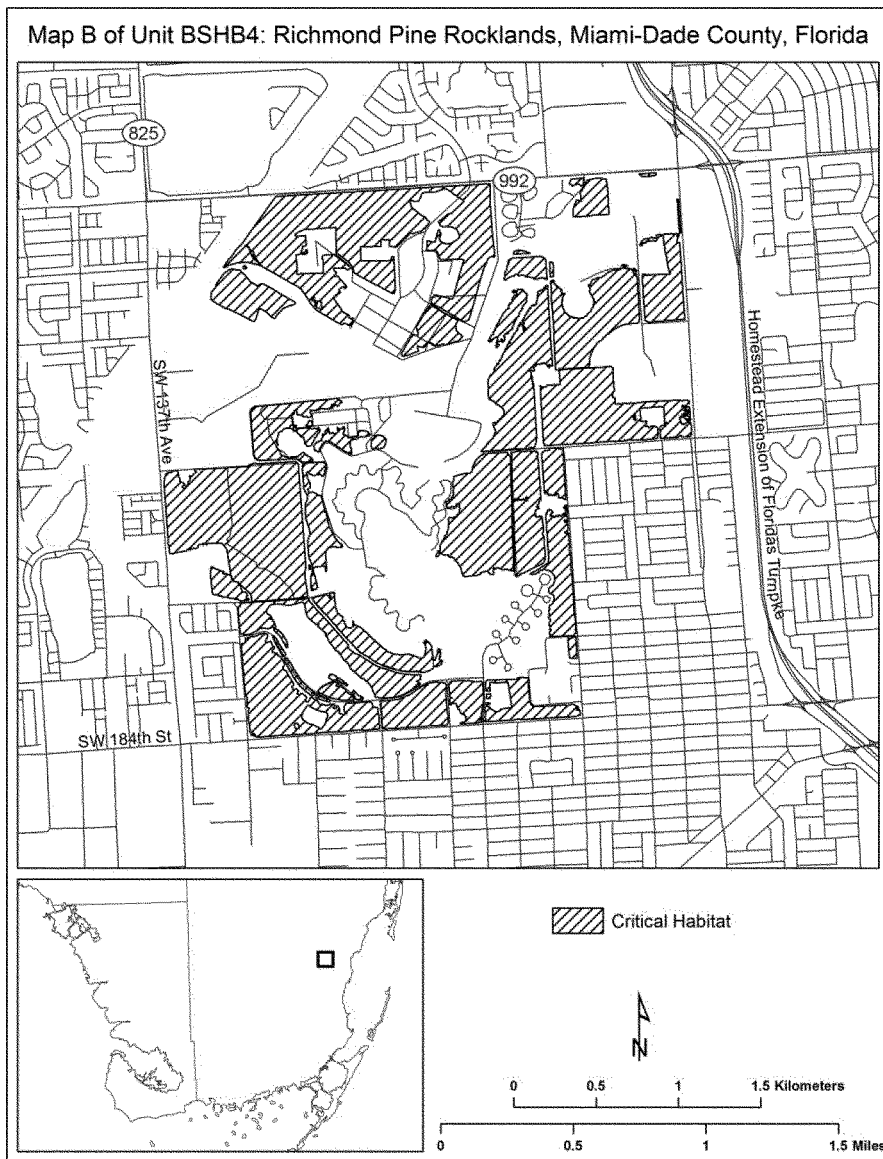 Map B of Unit BSHB4: Richmond Pine Rocklands, Miami-Dade County, Florida
825
992
SW 137th Ave
Homestead Extension of Floridas Turnpike
SW 184th St
Critical Habitat
N
0 0.5 1 1.5 Kilometers
0 0.5 1 1.5 Miles